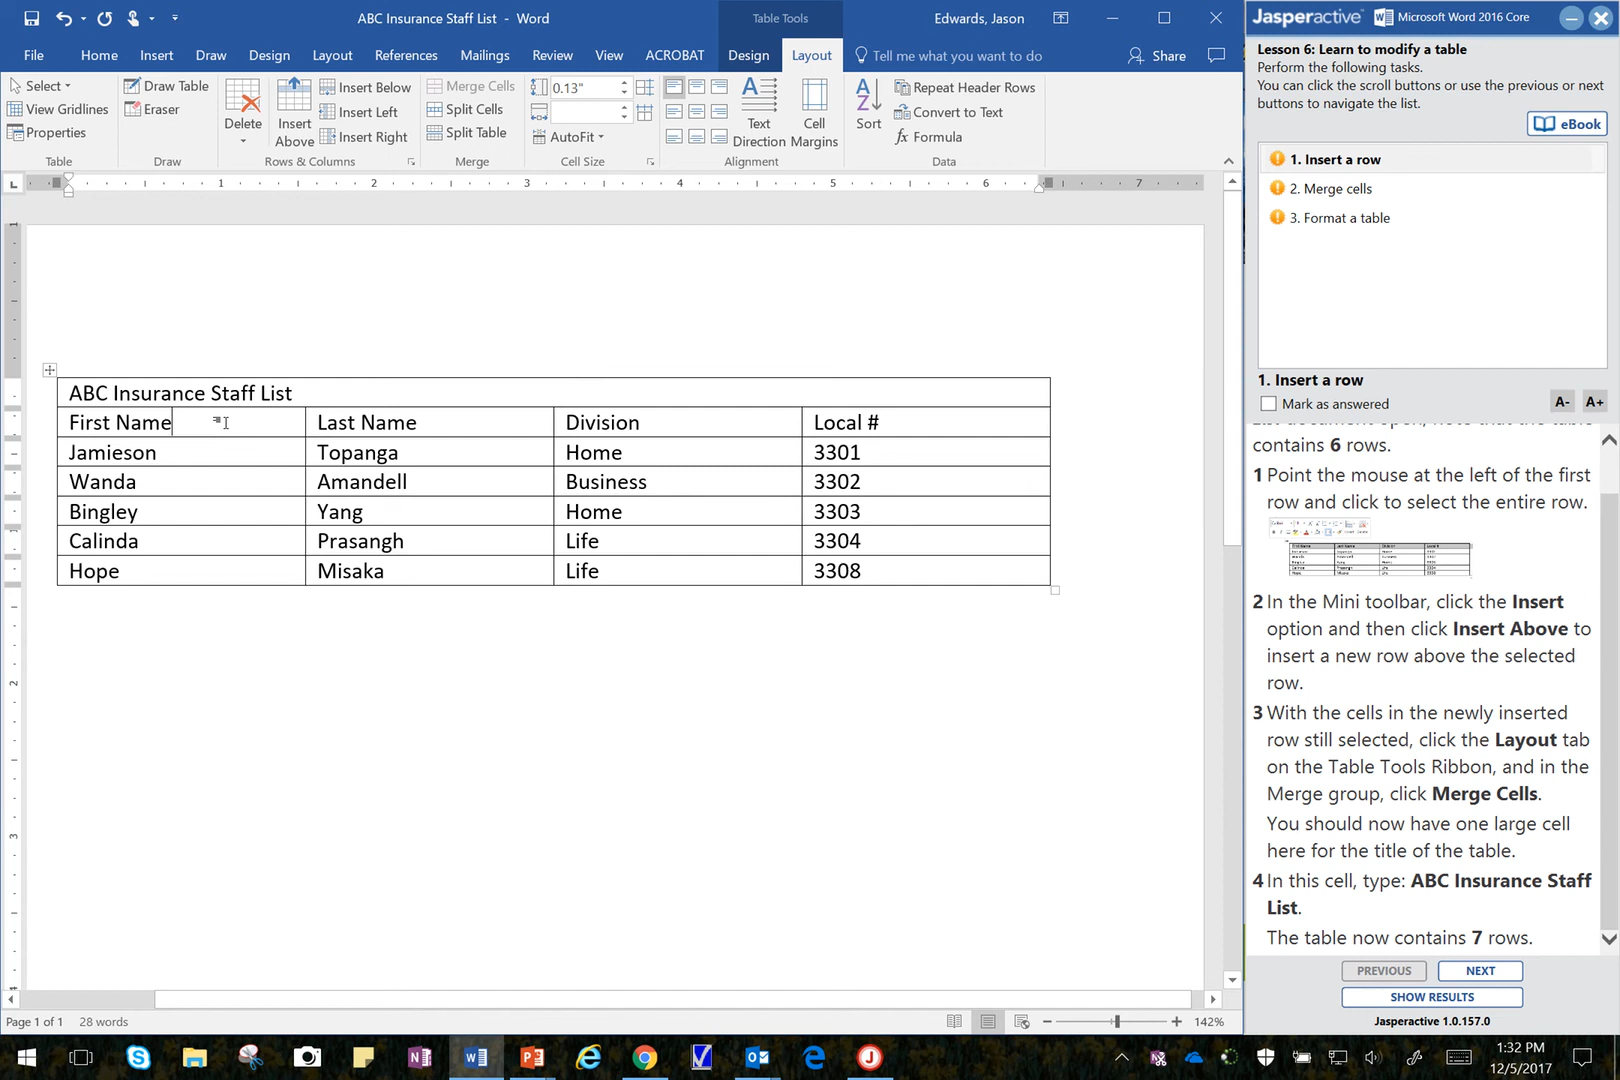 ABC Insurance Staff List - Word
Table Tools
Edwards, Jason
File Home Insert Draw Design Layout References Mailings Review View ACROBAT Design Layout Tell me what you want to do Share
Select
View Gridlines
Properties
Table
Draw Table
Eraser
Draw
Delete
Insert Above
Insert Below
Insert Left
Insert Right
Rows & Columns
Merge Cells
Split Cells
Split Table
Merge
0.13"
AutoFit
Cell Size
Text Direction
Cell Margins
Alignment
Sort
Repeat Header Rows
Convert to Text
Formula
Data
L
1 2 3 4 5 6 7
ABC Insurance Staff List
First Name Last Name Division Local #
Jamieson Topanga Home 3301
Wanda Amandell Business 3302
Bingley Yang Home 3303
Calinda Prasangh Life 3304
Hope Misaka Life 3308
Page 1 of 1 28 words
142%
Jasperactive Microsoft Word 2016 Core
Lesson 6: Learn to modify a table
Perform the following tasks.
You can click the scroll buttons or use the previous or next
buttons to navigate the list.
eBook
1. Insert a row
2. Merge cells
3. Format a table
1. Insert a row
Mark as answered
A- A+
List document open, note that the table
contains 6 rows.
1 Point the mouse at the left of the first
row and click to select the entire row.
2 In the Mini toolbar, click the Insert
option and then click Insert Above to
insert a new row above the selected
row.
3 With the cells in the newly inserted
row still selected, click the Layout tab
on the Table Tools Ribbon, and in the
Merge group, click Merge Cells.
You should now have one large cell
here for the title of the table.
4 In this cell, type: ABC Insurance Staff
List.
The table now contains 7 rows.
PREVIOUS NEXT
SHOW RESULTS
Jasperactive 1.0.157.0
1:32 PM
12/5/2017